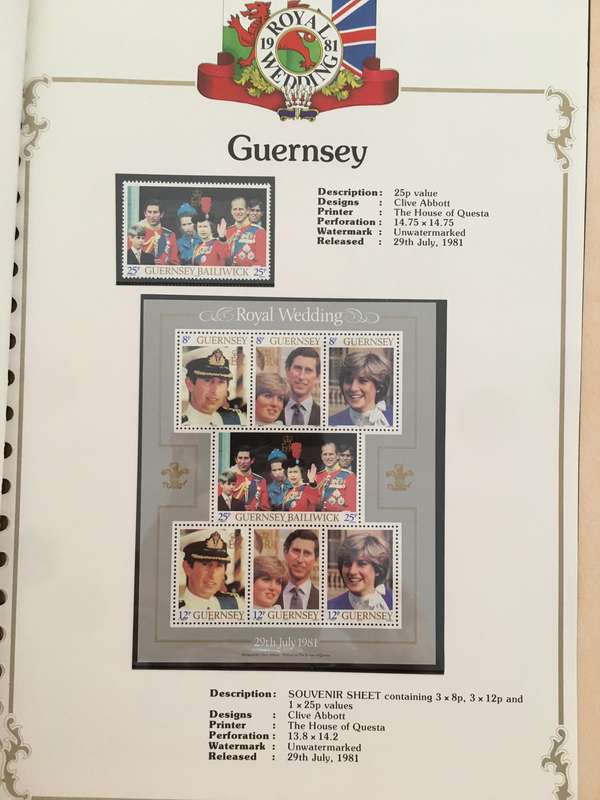 ROYAL
19 81
WEDDING
Guernsey
Description : 25p value
Designs : Clive Abbott
Printer : The House of Questa
Perforation : 14.75 × 14.75
Watermark : Unwatermarked
Released : 29th July, 1981
25P GUERNSEY BAILIWICK 25P
Royal Wedding
8P GUERNSEY 8P GUERNSEY 8P GUERNSEY
25P GUERNSEY BAILIWICK 25P
12P GUERNSEY 12P GUERNSEY 12P GUERNSEY
29th July 1981
Description : SOUVENIR SHEET containing 3 × 8p, 3 × 12p and
1 × 25p values
Designs : Clive Abbott
Printer : The House of Questa
Perforation : 13.8 × 14.2
Watermark : Unwatermarked
Released : 29th July, 1981